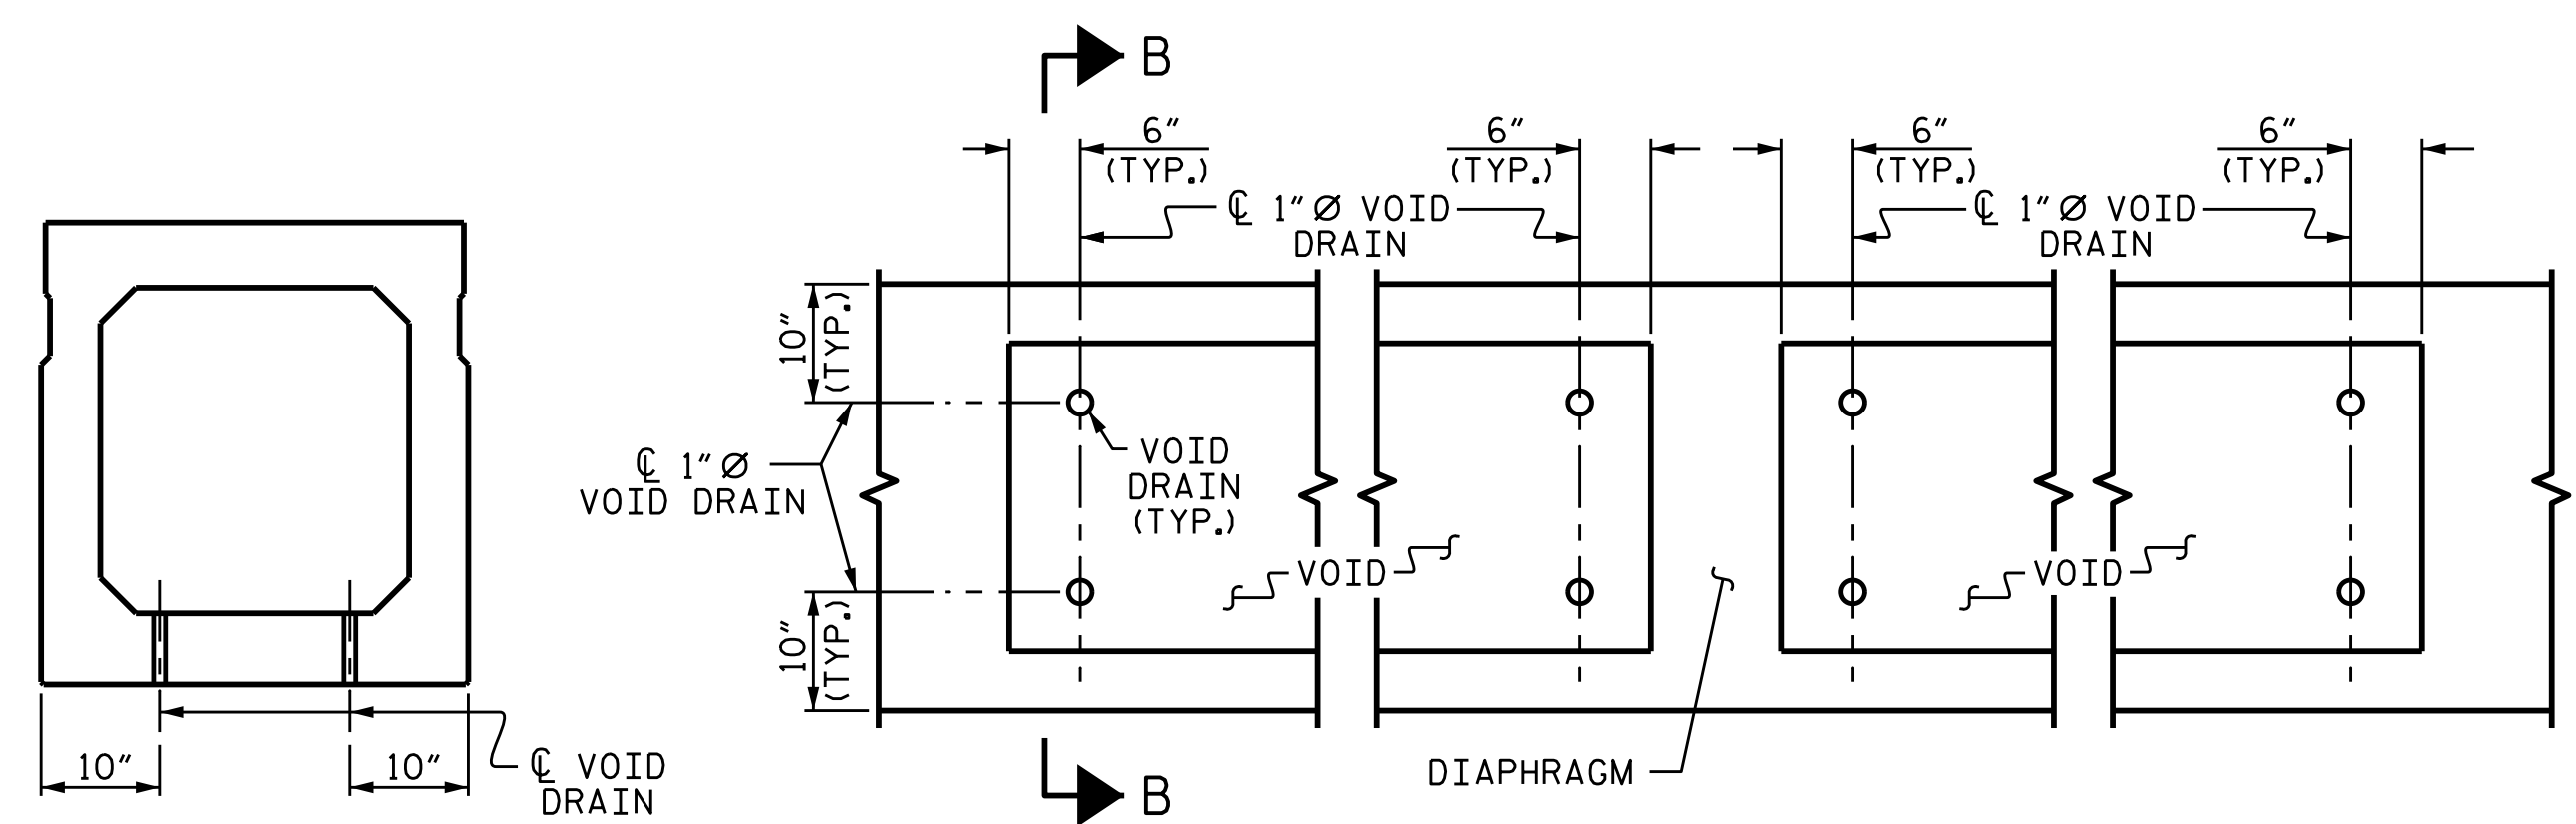 B
6" 6" 6" 6"
(TYP.) (TYP.) (TYP.) (TYP.)
℄ 1" Ø VOID
DRAIN
℄ 1" Ø VOID
DRAIN
10"
(TYP.)
℄ 1" Ø
VOID DRAIN
VOID
DRAIN
(TYP.)
VOID
VOID
10"
(TYP.)
10"
10"
℄ VOID
DRAIN
DIAPHRAGM
B